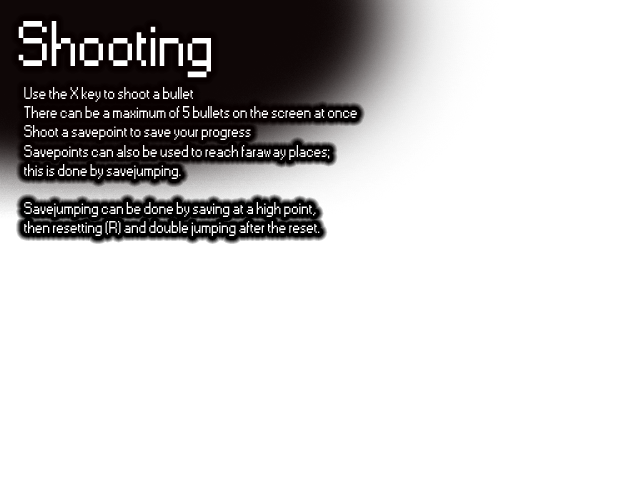 Shooting
Use the X key to shoot a bullet
There can be a maximum of 5 bullets on the screen at once
Shoot a savepoint to save your progress
Savepoints can also be used to reach faraway places;
this is done by savejumping.
Savejumping can be done by saving at a high point,
then resetting (R) and double jumping after the reset.